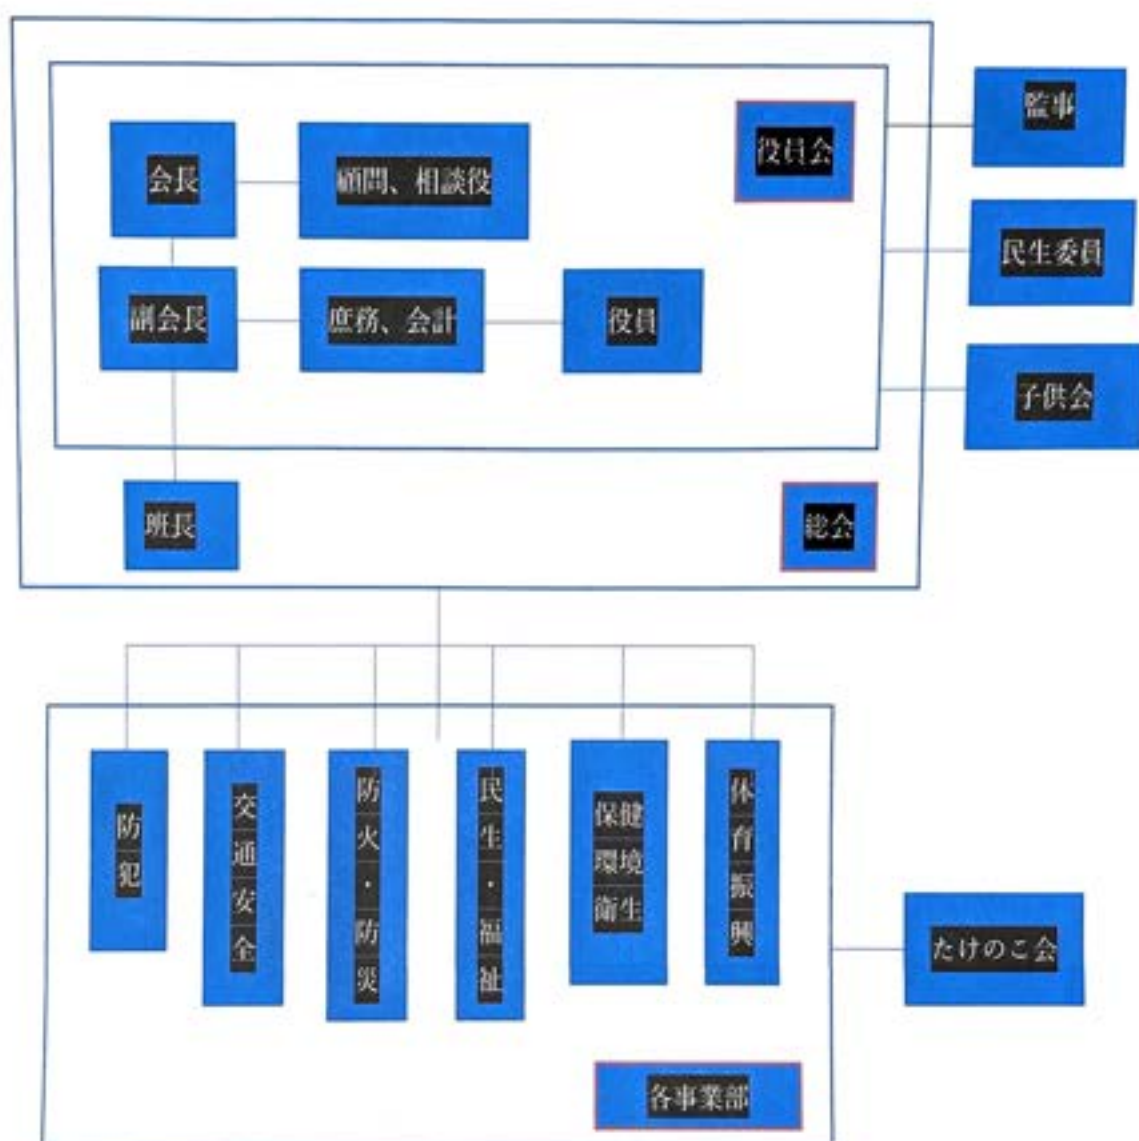 監事
役員会
会長
顧問、相談役
民生委員
副会長
庶務、会計
役員
子供会
班長
総会
防犯
交通安全
防火・防災
民生・福祉
保健
環境
衛生
体育振興
たけのこ会
各事業部